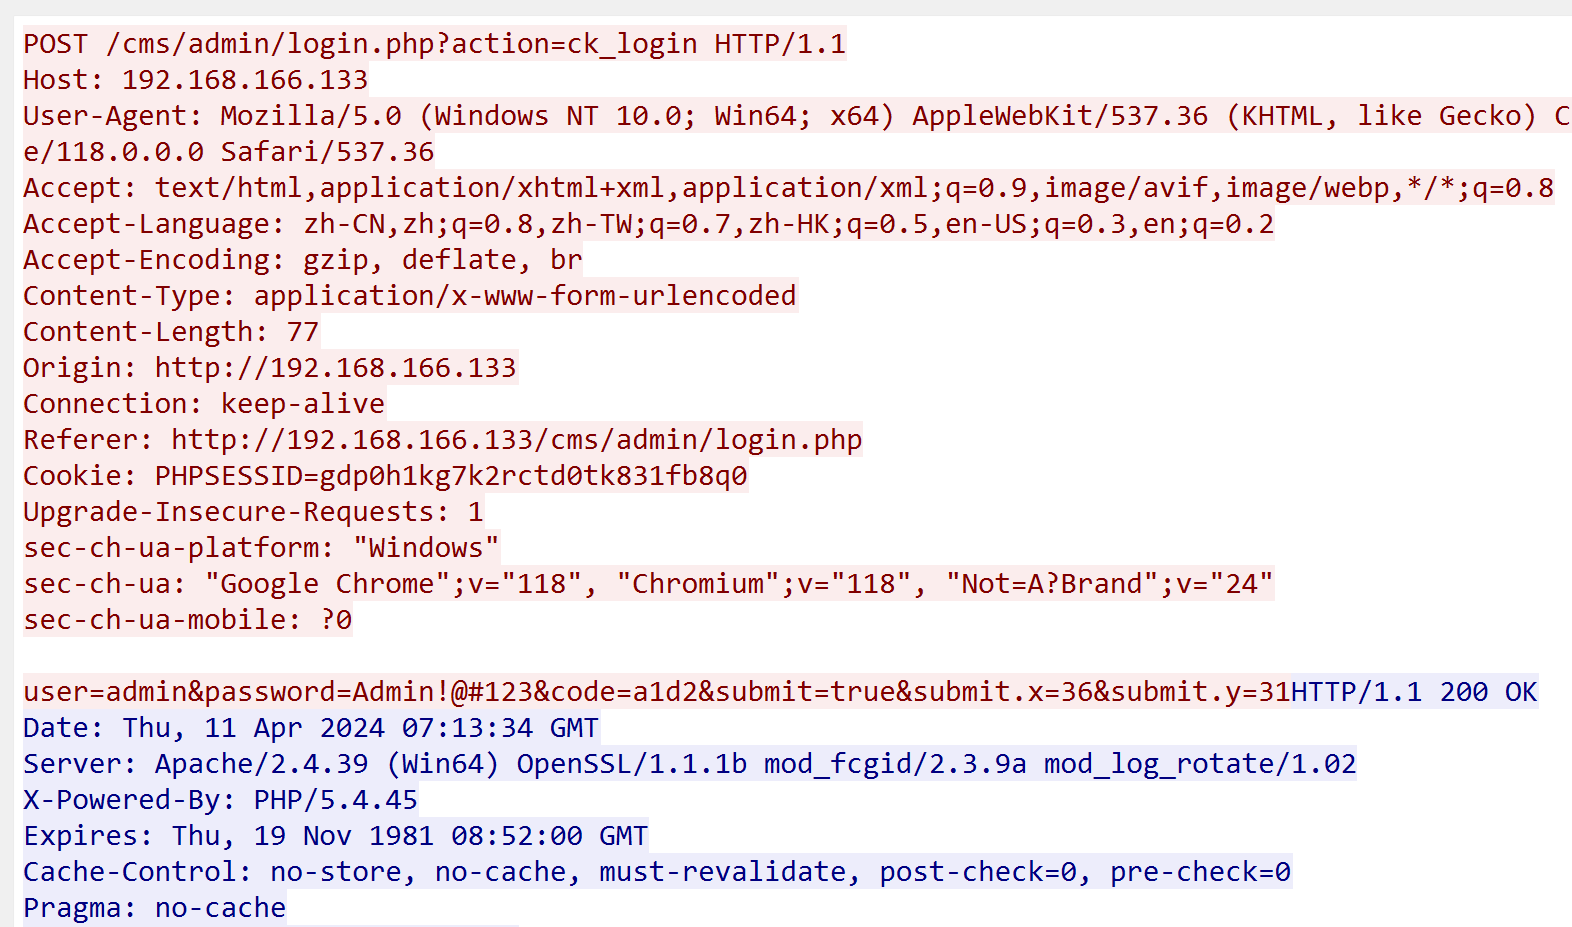 POST /cms/admin/login.php?action=ck_login HTTP/1.1
Host: 192.168.166.133
User-Agent: Mozilla/5.0 (Windows NT 10.0; Win64; x64) AppleWebKit/537.36 (KHTML, like Gecko) C
e/118.0.0.0 Safari/537.36
Accept: text/html,application/xhtml+xml,application/xml;q=0.9,image/avif,image/webp,*/*;q=0.8
Accept-Language: zh-CN,zh;q=0.8,zh-TW;q=0.7,zh-HK;q=0.5,en-US;q=0.3,en;q=0.2
Accept-Encoding: gzip, deflate, br
Content-Type: application/x-www-form-urlencoded
Content-Length: 77
Origin: http://192.168.166.133
Connection: keep-alive
Referer: http://192.168.166.133/cms/admin/login.php
Cookie: PHPSESSID=gdp0h1kg7k2rctd0tk831fb8q0
Upgrade-Insecure-Requests: 1
sec-ch-ua-platform: "Windows"
sec-ch-ua: "Google Chrome";v="118", "Chromium";v="118", "Not=A?Brand";v="24"
sec-ch-ua-mobile: ?0
user=admin&password=Admin!@#123&code=a1d2&submit=true&submit.x=36&submit.y=31HTTP/1.1 200 OK
Date: Thu, 11 Apr 2024 07:13:34 GMT
Server: Apache/2.4.39 (Win64) OpenSSL/1.1.1b mod_fcgid/2.3.9a mod_log_rotate/1.02
X-Powered-By: PHP/5.4.45
Expires: Thu, 19 Nov 1981 08:52:00 GMT
Cache-Control: no-store, no-cache, must-revalidate, post-check=0, pre-check=0
Pragma: no-cache